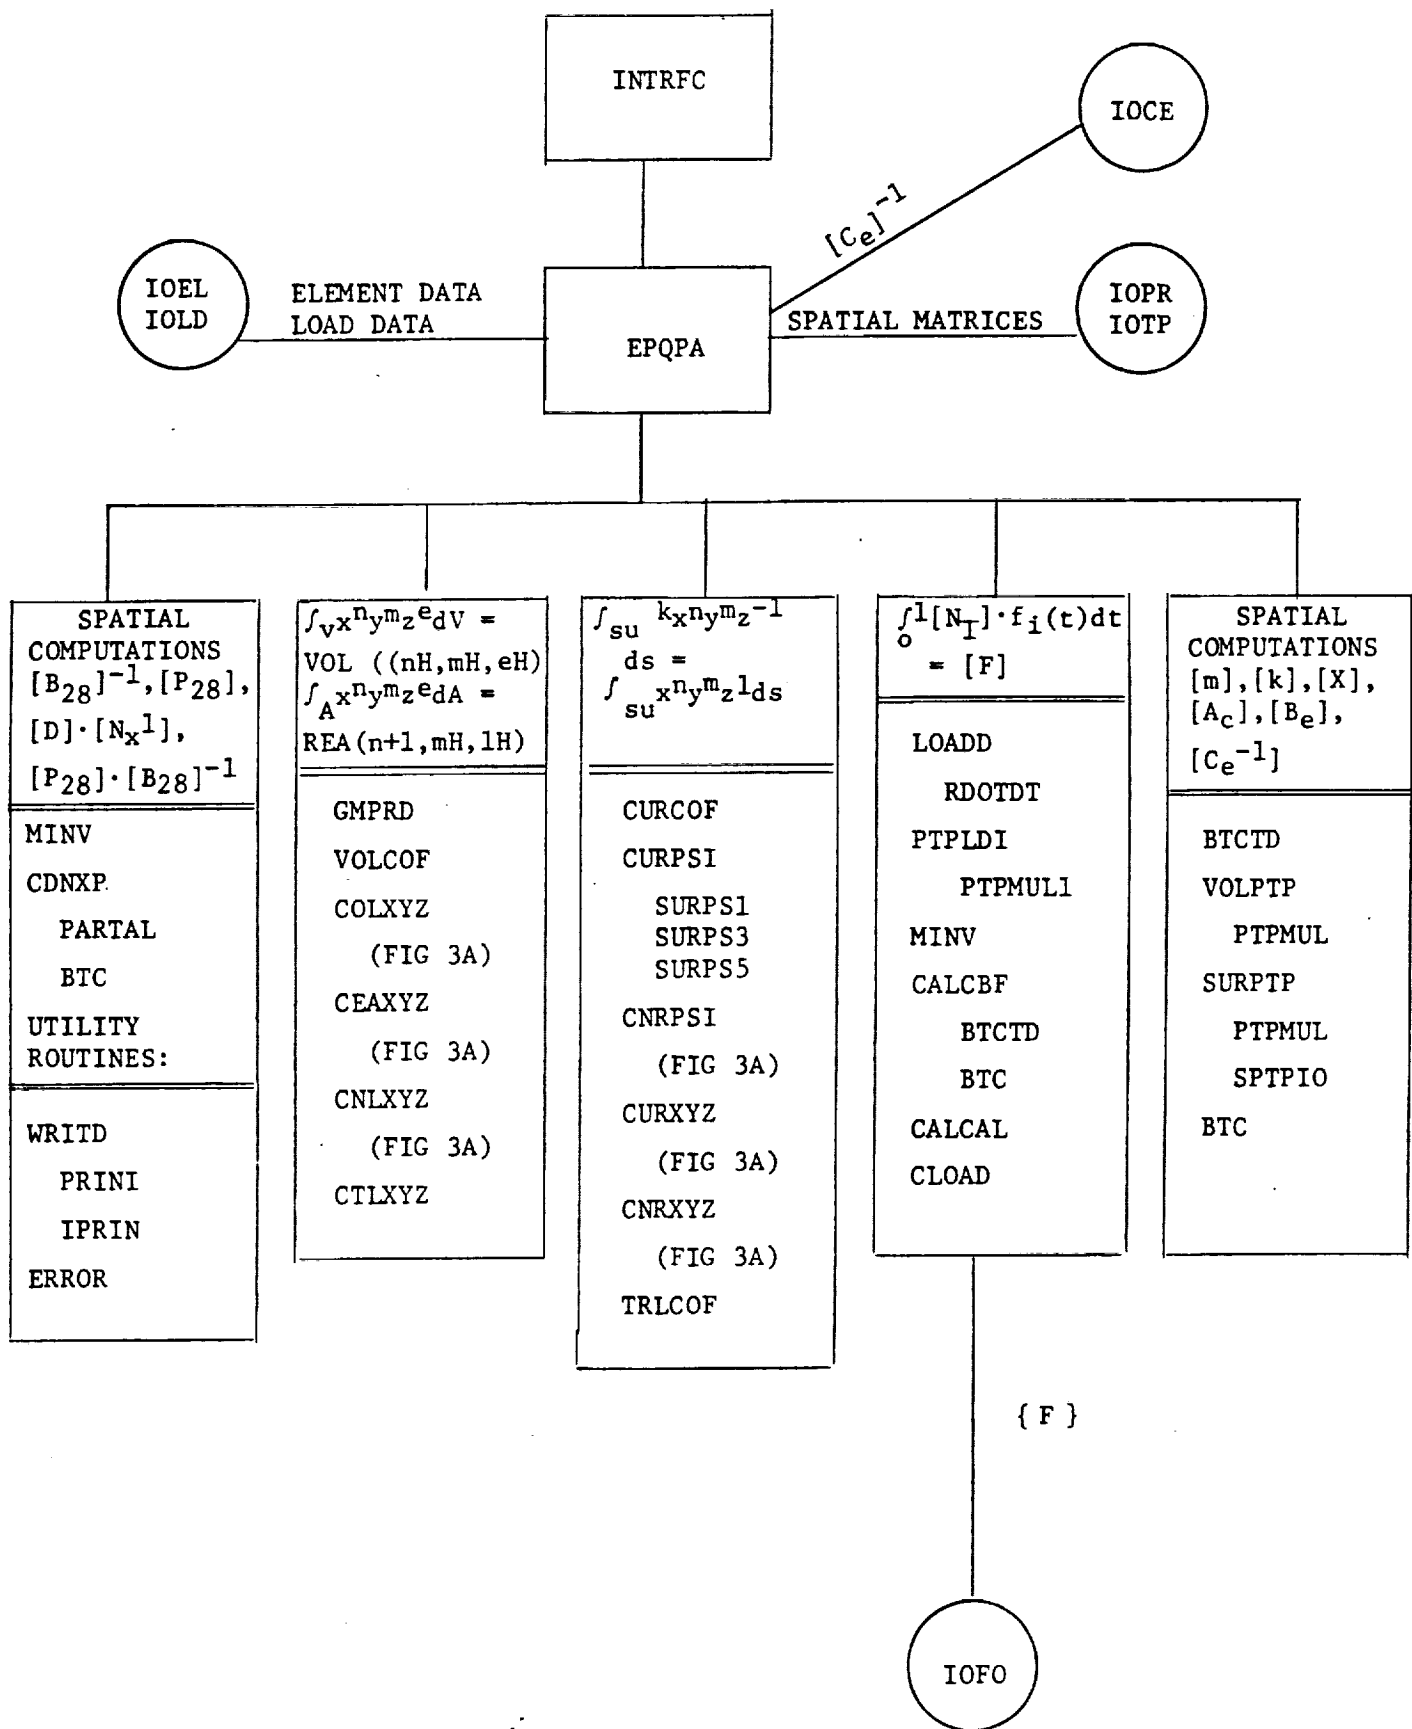 INTRFC
IOCE
[Ce]^-1
IOEL
IOLD
ELEMENT DATA
LOAD DATA
EPQPA
SPATIAL MATRICES
IOPR
IOTP
SPATIAL
COMPUTATIONS
[B28]^-1,[P28],
[D]·[Nx1],
[P28]·[B28]^-1
MINV
CDNXP
PARTAL
BTC
UTILITY
ROUTINES:
WRITD
PRINI
IPRIN
ERROR
∫v x^n y^m z^e dV =
VOL ((nH,mH,eH)
∫A x^n y^m z^e dA =
REA(n+1,mH,1H)
GMPRD
VOLCOF
COLXYZ
(FIG 3A)
CEAXYZ
(FIG 3A)
CNLXYZ
(FIG 3A)
CTLXYZ
∫su kx^n y^m z^-1
ds =
∫su x^n y^m z^1 ds
CURCOF
CURPSI
SURPS1
SURPS3
SURPS5
CNRPSI
(FIG 3A)
CURXYZ
(FIG 3A)
CNRXYZ
(FIG 3A)
TRLCOF
∫o^1[NT]·fi(t)dt
= [F]
LOADD
RDOTDT
PTPLDI
PTPMUL1
MINV
CALCBF
BTCTD
BTC
CALCAL
CLOAD
SPATIAL
COMPUTATIONS
[m],[k],[X],
[Ac],[Be],
[Ce^-1]
BTCTD
VOLPTP
PTPMUL
SURPTP
PTPMUL
SPTPIO
BTC
{ F }
IOFO